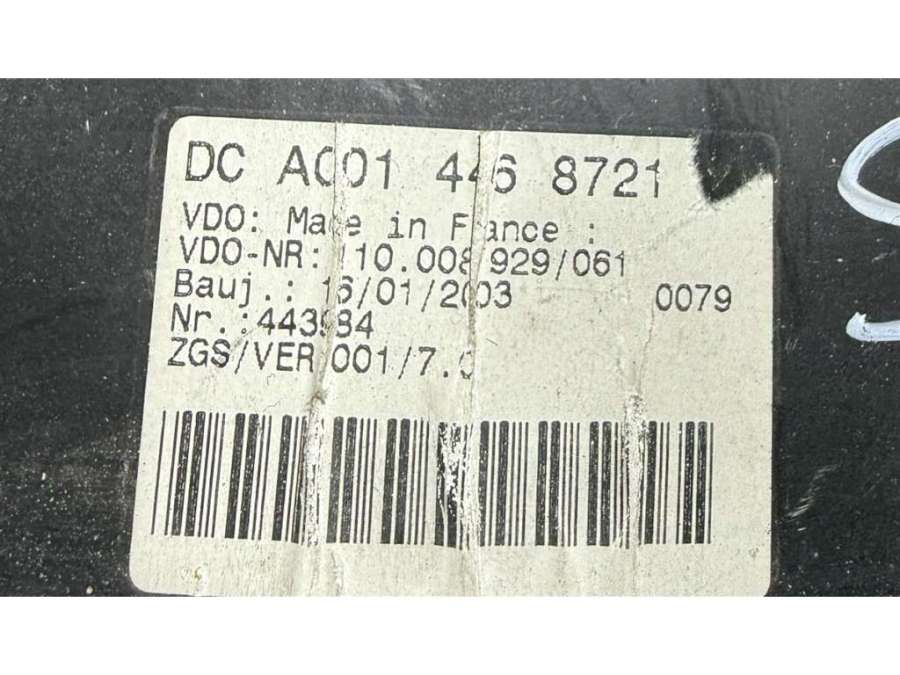 DC A001 446 8721
VDO: Made in France :
VDO-NR: 110.008.929/061
Bauj.: 16/01/2003 0079
Nr.:443984
ZGS/VER 001/7.0